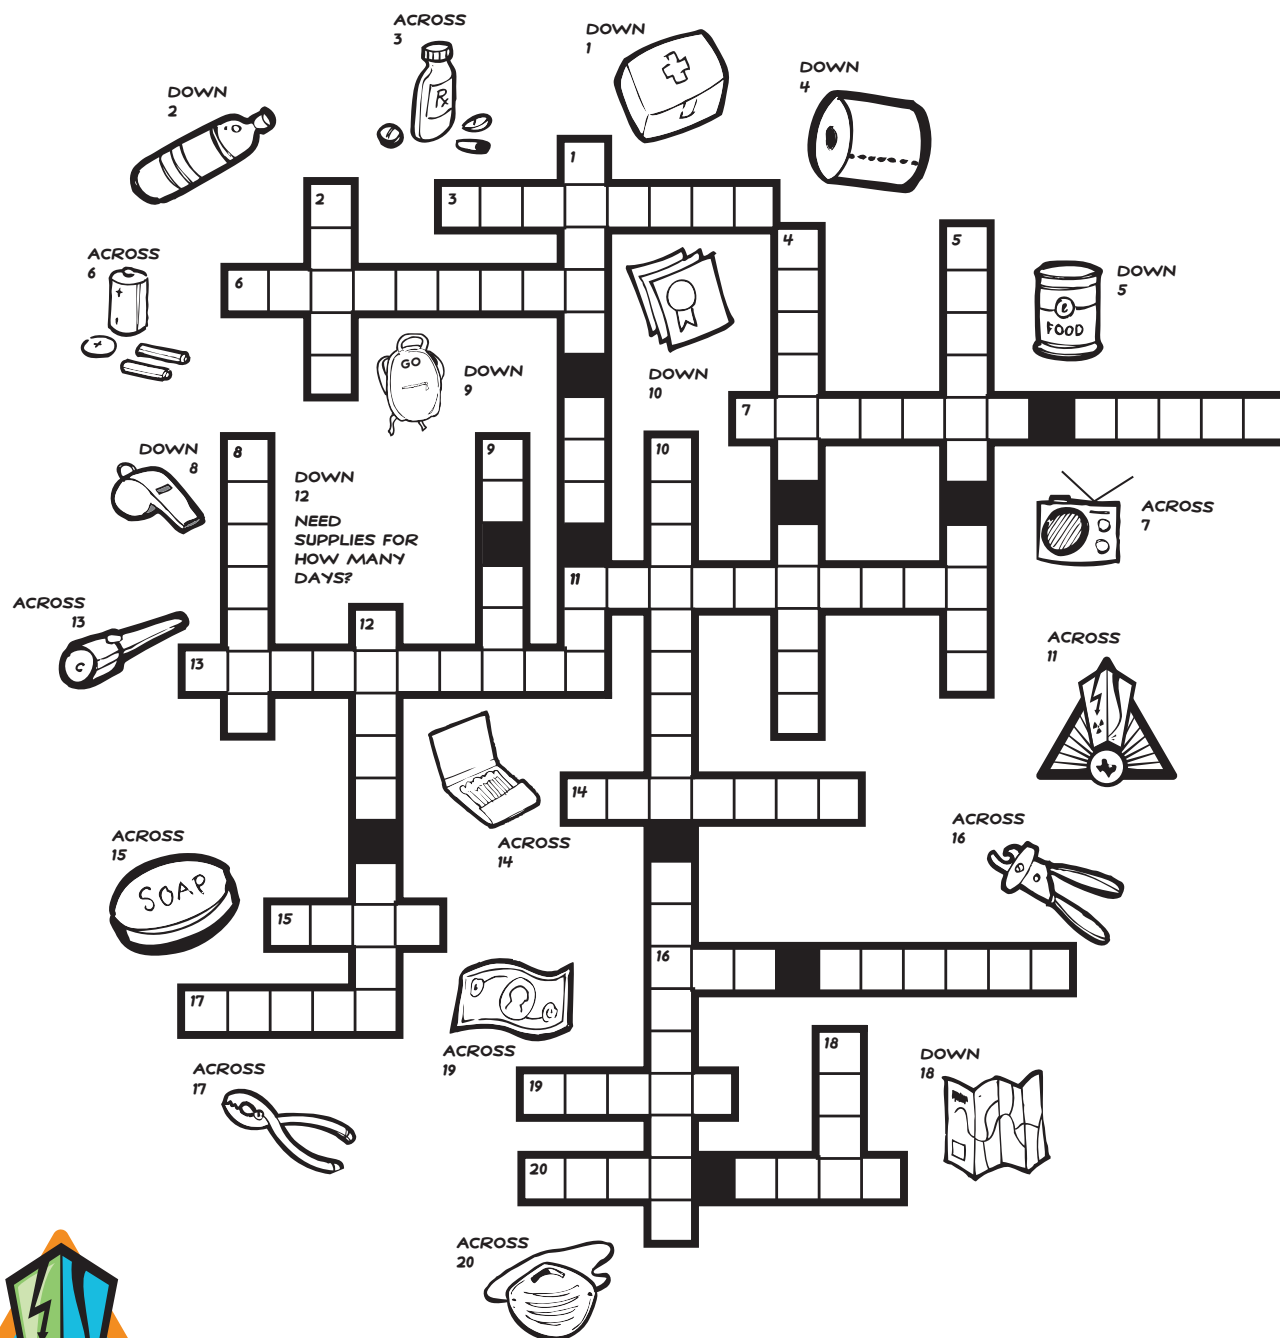 ACROSS
3
DOWN
1
DOWN
4
DOWN
2
Rx
1
2
3
4
5
ACROSS
6
6
DOWN
5
FOOD
GO
DOWN
9
DOWN
10
7
8
9
10
DOWN
8
DOWN
12
NEED
SUPPLIES FOR
HOW MANY
DAYS?
ACROSS
7
11
ACROSS
13
C
12
13
ACROSS
11
14
ACROSS
14
ACROSS
16
ACROSS
15
SOAP
15
16
17
ACROSS
19
18
DOWN
18
ACROSS
17
19
20
ACROSS
20